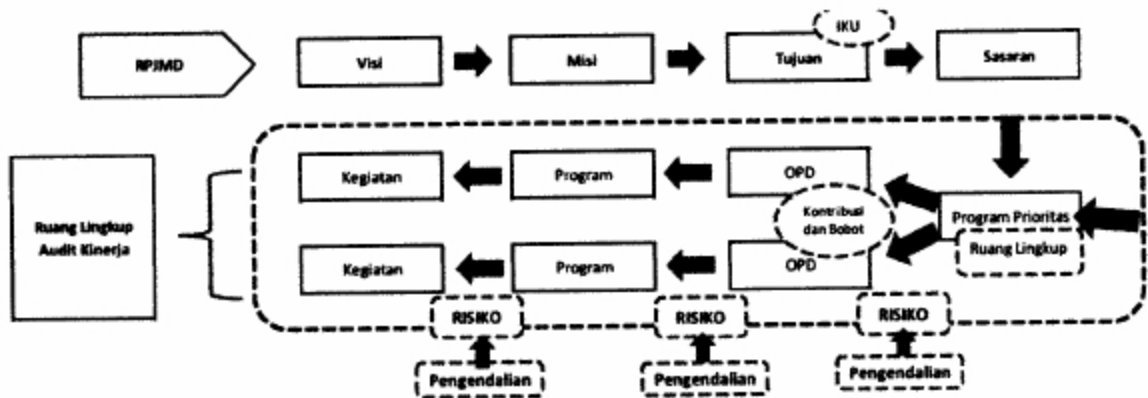 IKU
RPJMD
Visi
Misi
Tujuan
Sasaran
Kegiatan
Program
OPD
Ruang Lingkup
Audit Kinerja
Kontribusi
dan Bobot
Program Prioritas
Ruang Lingkup
Kegiatan
Program
OPD
RISIKO
RISIKO
RISIKO
Pengendalian
Pengendalian
Pengendalian